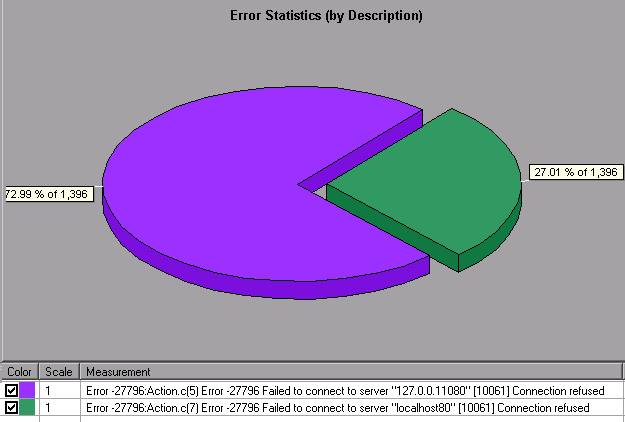 Error Statistics (by Description)
72.99 % of 1,396
27.01 % of 1,396
Color Scale Measurement
1 Error -27796:Action.c(5) Error -27796 Failed to connect to server "127.0.0.11080" [10061] Connection refused
1 Error -27796:Action.c(7) Error -27796 Failed to connect to server "localhost80" [10061] Connection refused